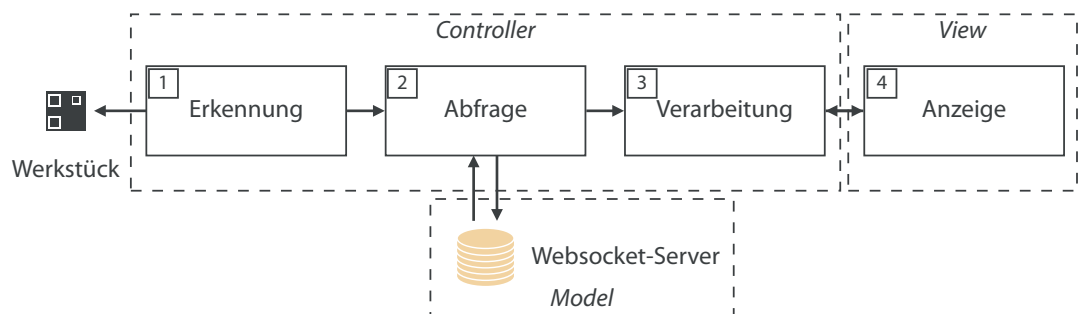 Controller
View
1
Erkennung
2
Abfrage
3
Verarbeitung
4
Anzeige
Werkstück
Websocket-Server
Model